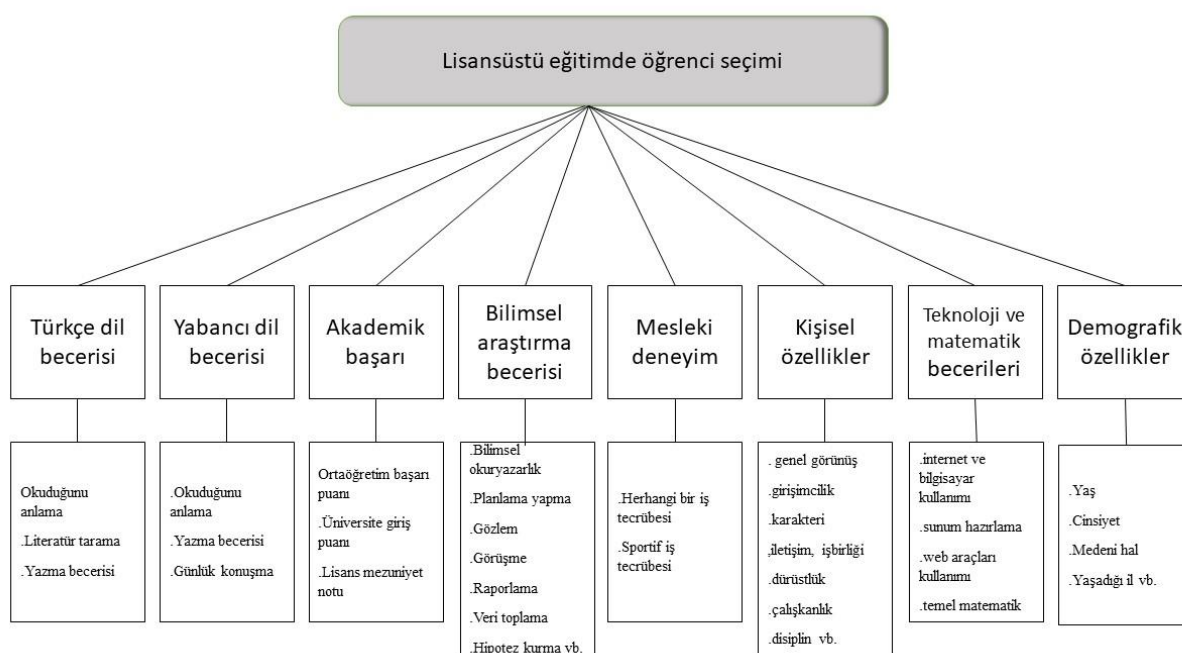 Lisansüstü eğitimde öğrenci seçimi
Türkçe dil
becerisi
Yabancı dil
becerisi
Akademik
başarı
Bilimsel
araştırma
becerisi
Mesleki
deneyim
Kişisel
özellikler
Teknoloji ve
matematik
becerileri
Demografik
özellikler
Okuduğunu
anlama
.Literatür tarama
.Yazma becerisi
.Okuduğunu
anlama
.Yazma becerisi
.Günlük konuşma
Ortaöğretim başarı
puanı
.Üniversite giriş
puanı
.Lisans mezuniyet
notu
.Bilimsel
okuryazarlık
.Planlama yapma
.Gözlem
.Görüşme
.Raporlama
.Veri toplama
.Hipotez kurma vb.
.Herhangi bir iş
tecrübesi
.Sportif iş
tecrübesi
. genel görünüş
.girişimcilik
.karakteri
,iletişim, işbirliği
.dürüstlük
.çalışkanlık
.disiplin vb.
.internet ve
bilgisayar
kullanımı
.sunum hazırlama
.web araçları
kullanımı
.temel matematik
.Yaş
.Cinsiyet
.Medeni hal
.Yaşadığı il vb.